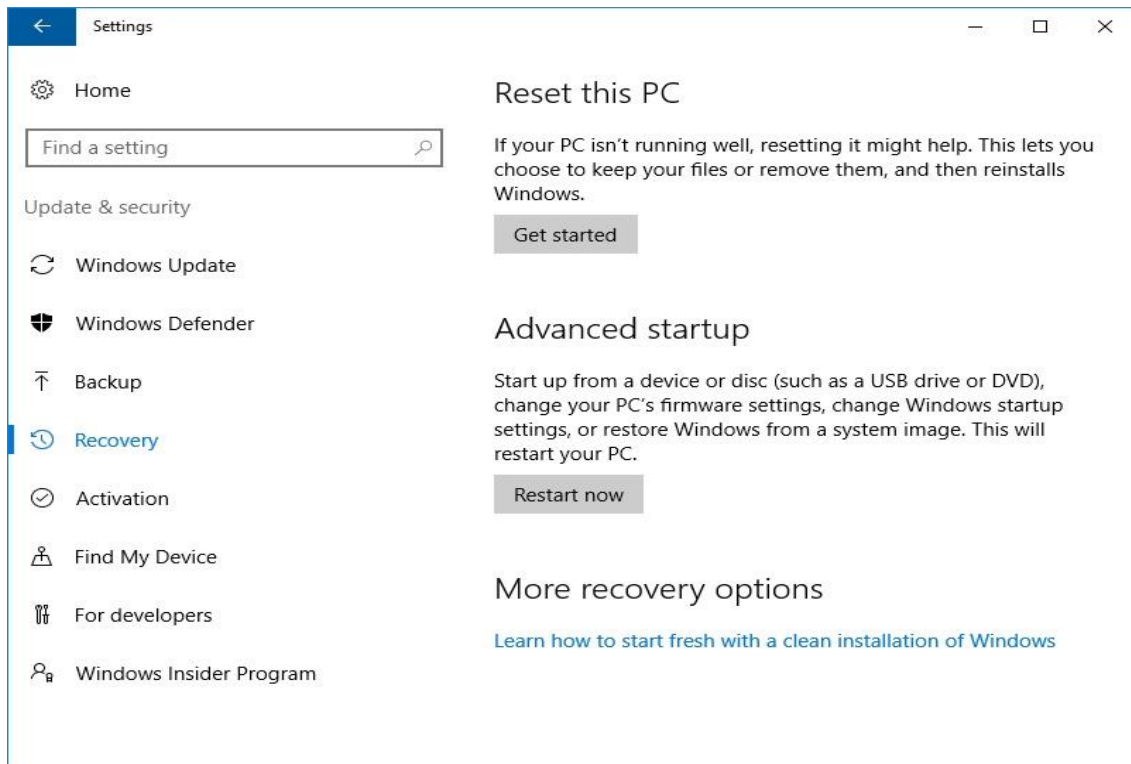 Settings
Home
Find a setting
Update & security
Windows Update
Windows Defender
Backup
Recovery
Activation
Find My Device
For developers
Windows Insider Program
Reset this PC
If your PC isn't running well, resetting it might help. This lets you
choose to keep your files or remove them, and then reinstalls
Windows.
Get started
Advanced startup
Start up from a device or disc (such as a USB drive or DVD),
change your PC's firmware settings, change Windows startup
settings, or restore Windows from a system image. This will
restart your PC.
Restart now
More recovery options
Learn how to start fresh with a clean installation of Windows